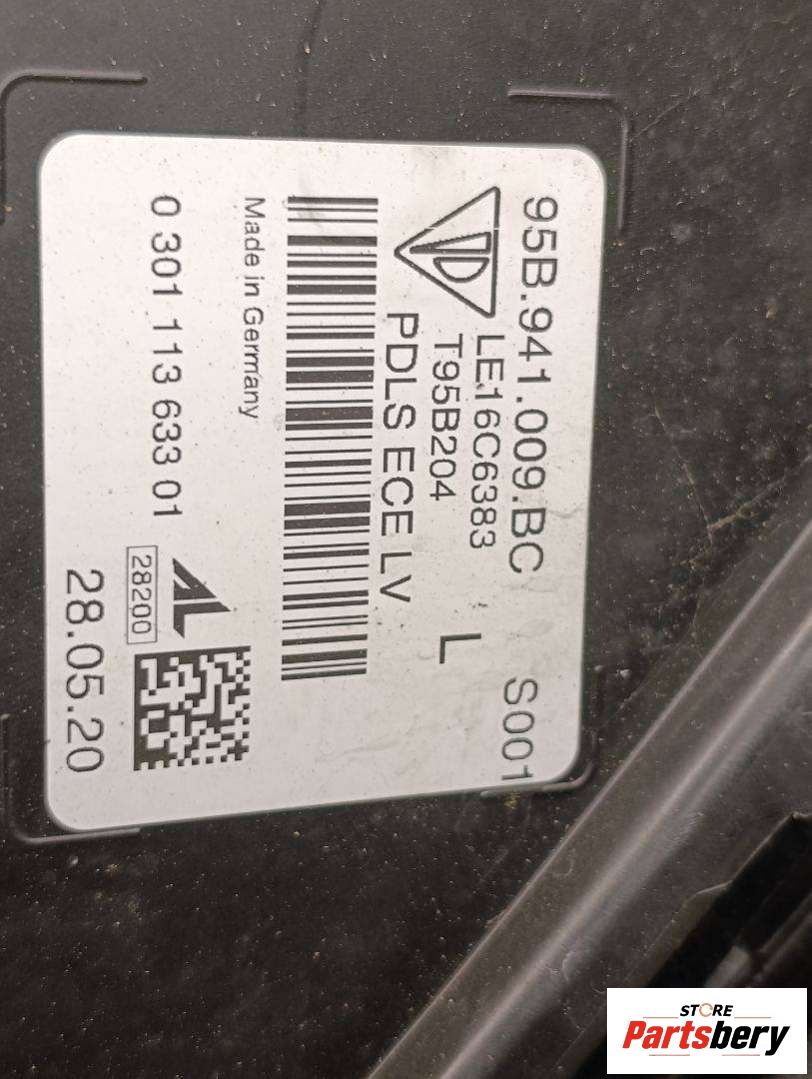 95B.941.009.BC S001
LE16C6383
T95B204 L
PDLS ECE LV
Made in Germany
0 301 113 633 01
AL
28200
28.05.20
STORE
Partsbery